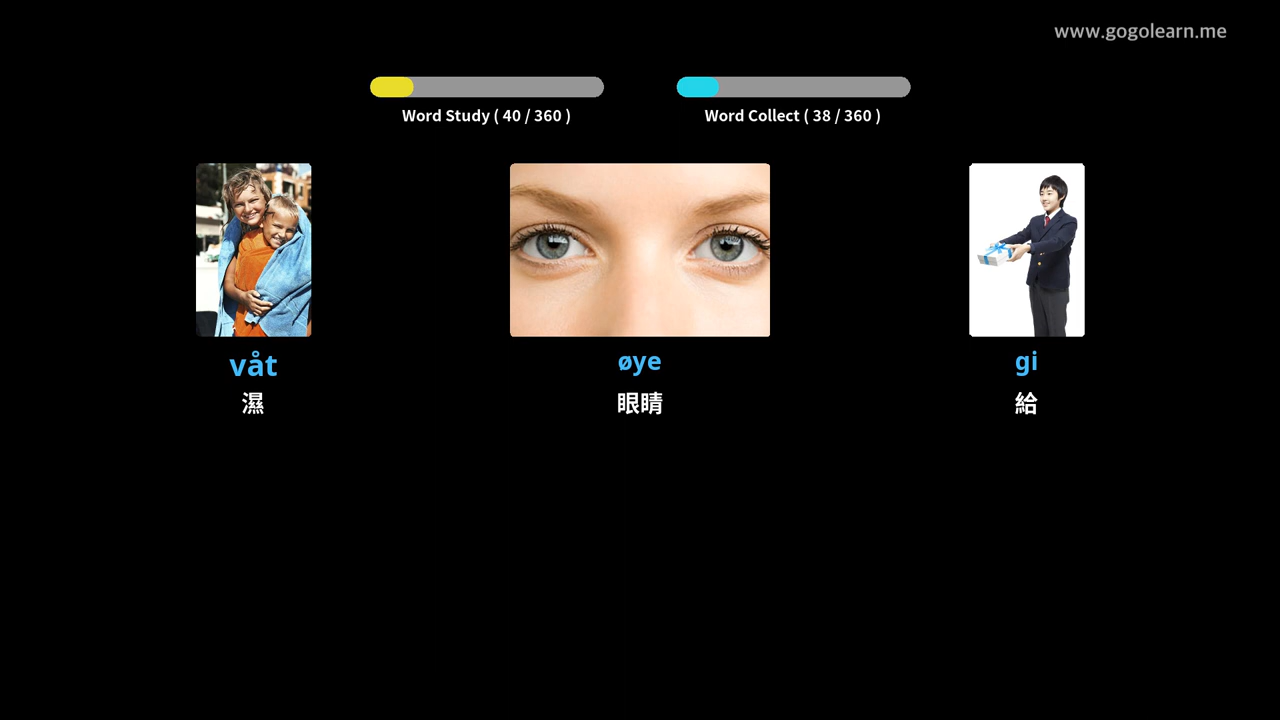 www.gogolearn.me
Word Study ( 40 / 360 )
Word Collect ( 38 / 360 )
våt
øye
gi
濕
眼睛
給